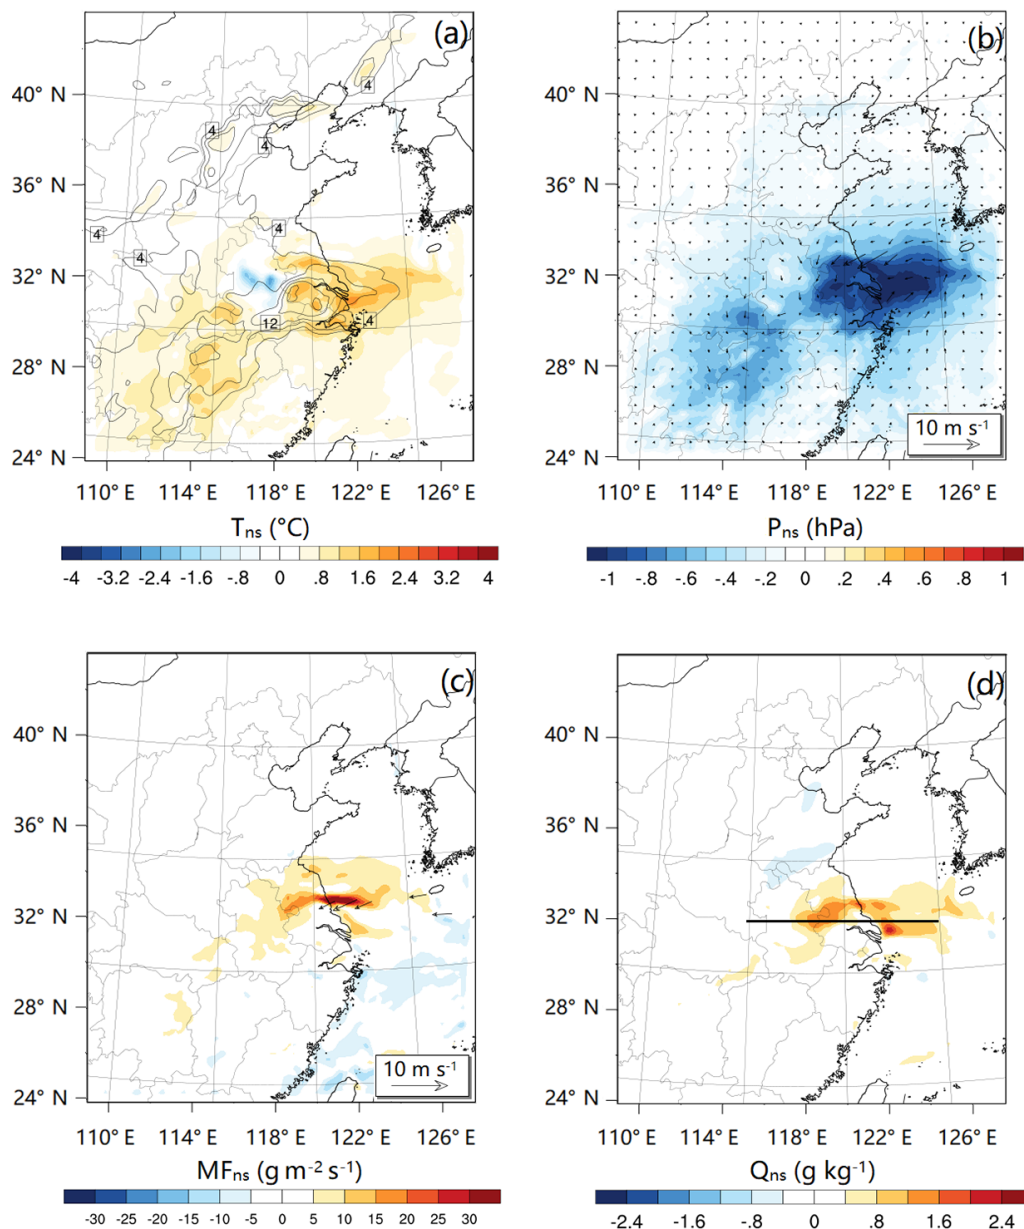 (a)
40° N
36° N
32° N
28° N
24° N
4
4
4
4
4
4
12
4
110° E 114° E 118° E 122° E 126° E
Tns (°C)
-4 -3.2 -2.4 -1.6 -.8 0 .8 1.6 2.4 3.2 4
(b)
40° N
36° N
32° N
28° N
24° N
10 m s-1
110° E 114° E 118° E 122° E 126° E
Pns (hPa)
-1 -.8 -.6 -.4 -.2 0 .2 .4 .6 .8 1
(c)
40° N
36° N
32° N
28° N
24° N
10 m s-1
110° E 114° E 118° E 122° E 126° E
MFns (g m-2 s-1)
-30 -25 -20 -15 -10 -5 0 5 10 15 20 25 30
(d)
40° N
36° N
32° N
28° N
24° N
110° E 114° E 118° E 122° E 126° E
Qns (g kg-1)
-2.4 -1.6 -.8 0 .8 1.6 2.4